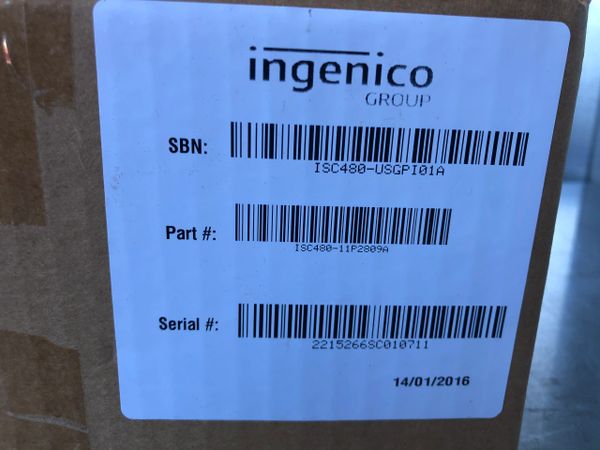 ingenico
GROUP
SBN:
ISC480-USGPI01A
Part #:
ISC480-11P2809A
Serial #:
2215266SC010711
14/01/2016